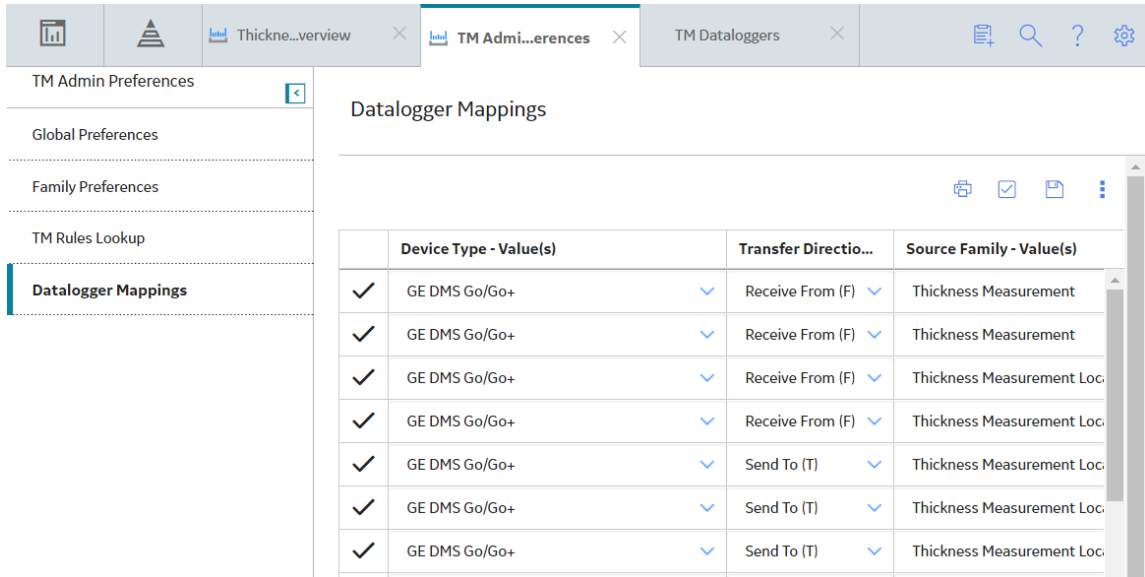 Thickne...verview
TM Admi...erences
TM Dataloggers
TM Admin Preferences
Global Preferences
Family Preferences
TM Rules Lookup
Datalogger Mappings
Datalogger Mappings
Device Type - Value(s) Transfer Directio... Source Family - Value(s)
GE DMS Go/Go+ Receive From (F) Thickness Measurement
GE DMS Go/Go+ Receive From (F) Thickness Measurement
GE DMS Go/Go+ Receive From (F) Thickness Measurement Loca
GE DMS Go/Go+ Receive From (F) Thickness Measurement Loca
GE DMS Go/Go+ Send To (T) Thickness Measurement Loca
GE DMS Go/Go+ Send To (T) Thickness Measurement Loca
GE DMS Go/Go+ Send To (T) Thickness Measurement Loca